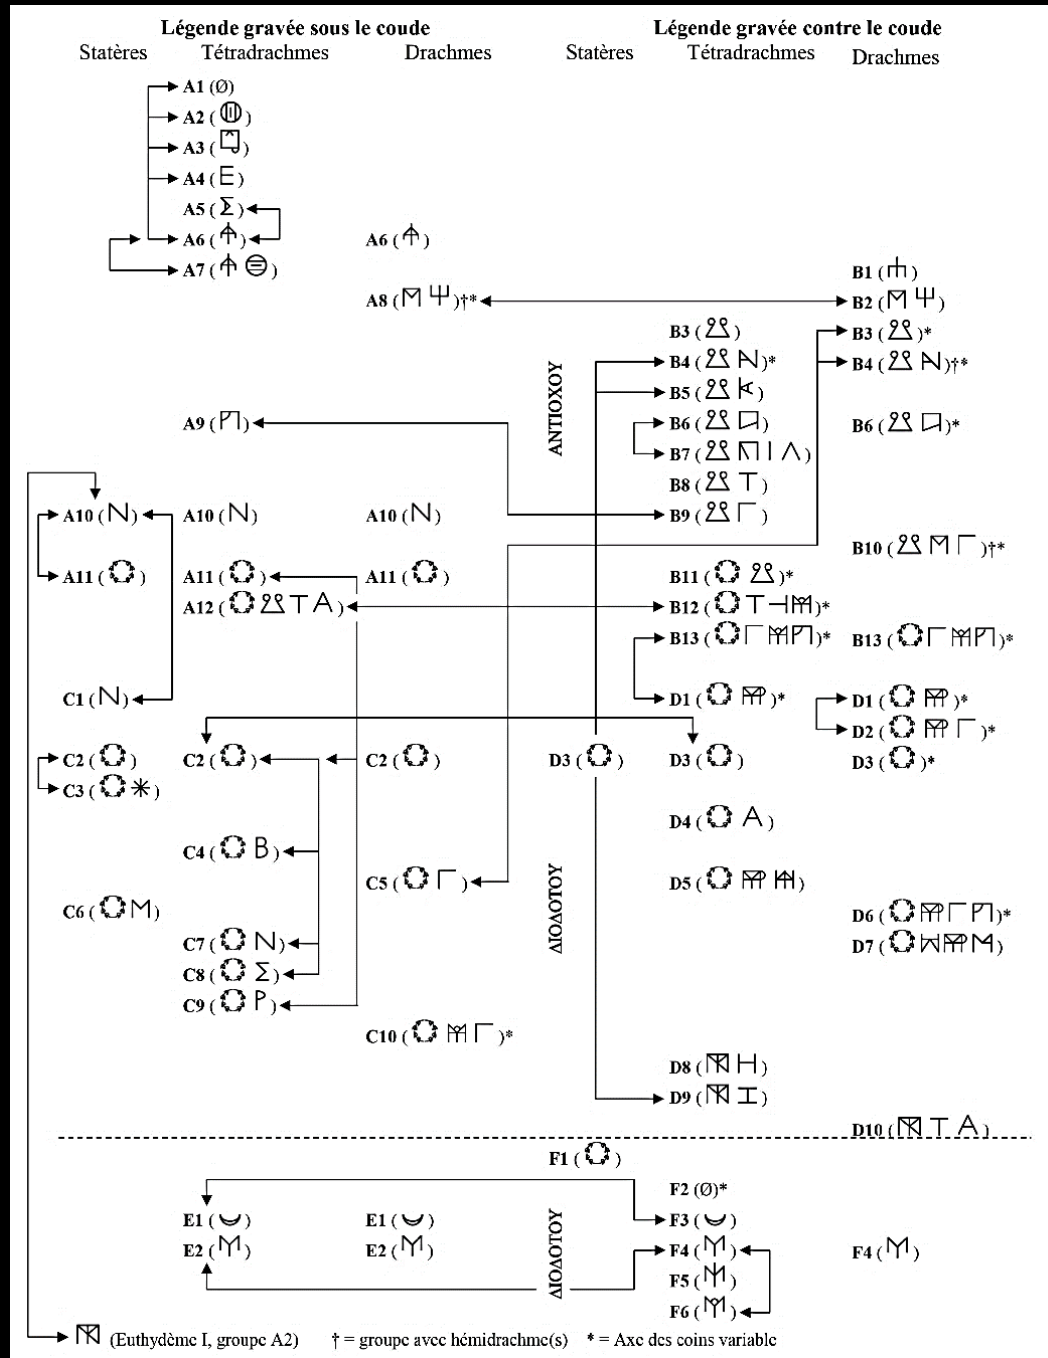 Légende gravée sous le coude Légende gravée contre le coude
Statères Tétradrachmes Drachmes Statères Tétradrachmes Drachmes
A1 (Ø)
A2 ( )
A3 ( )
A4 ( E )
A5 ( Σ )
A6 ( ) A6 ( )
A7 ( )
B1 ( )
A8 ( Ψ )†* B2 ( Ψ )
B3 ( ) B3 ( )*
B4 ( )* B4 ( )†*
ΑΝΤΙΟΧΟΥ
B5 ( )
A9 ( ) B6 ( ) B6 ( )*
B7 ( Ι Λ )
B8 ( T )
A10 ( N ) A10 ( N ) A10 ( N ) B9 ( Γ )
B10 ( Γ )†*
A11 ( ) A11 ( ) A11 ( ) B11 ( )*
A12 ( T A ) B12 ( T )*
B13 ( Γ )* B13 ( Γ )*
C1 ( N ) D1 ( )* D1 ( )*
D2 ( Γ )*
C2 ( ) C2 ( ) C2 ( ) D3 ( ) D3 ( ) D3 ( )*
C3 ( )
D4 ( A )
C4 ( B )
C5 ( Γ ) D5 ( )
ΔΙΟΔΟΤΟΥ
C6 ( M ) D6 ( Γ )*
C7 ( N ) D7 ( )
C8 ( Σ )
C9 ( P )
C10 ( Γ )*
D8 ( H )
D9 ( I )
D10 ( T A )
F1 ( )
F2 (Ø)*
E1 ( ) E1 ( ) F3 ( )
ΔΙΟΔΟΤΟΥ
E2 ( ) E2 ( ) F4 ( ) F4 ( )
F5 ( )
F6 ( )
(Euthydème I, groupe A2) † = groupe avec hémidrachme(s) * = Axe des coins variable